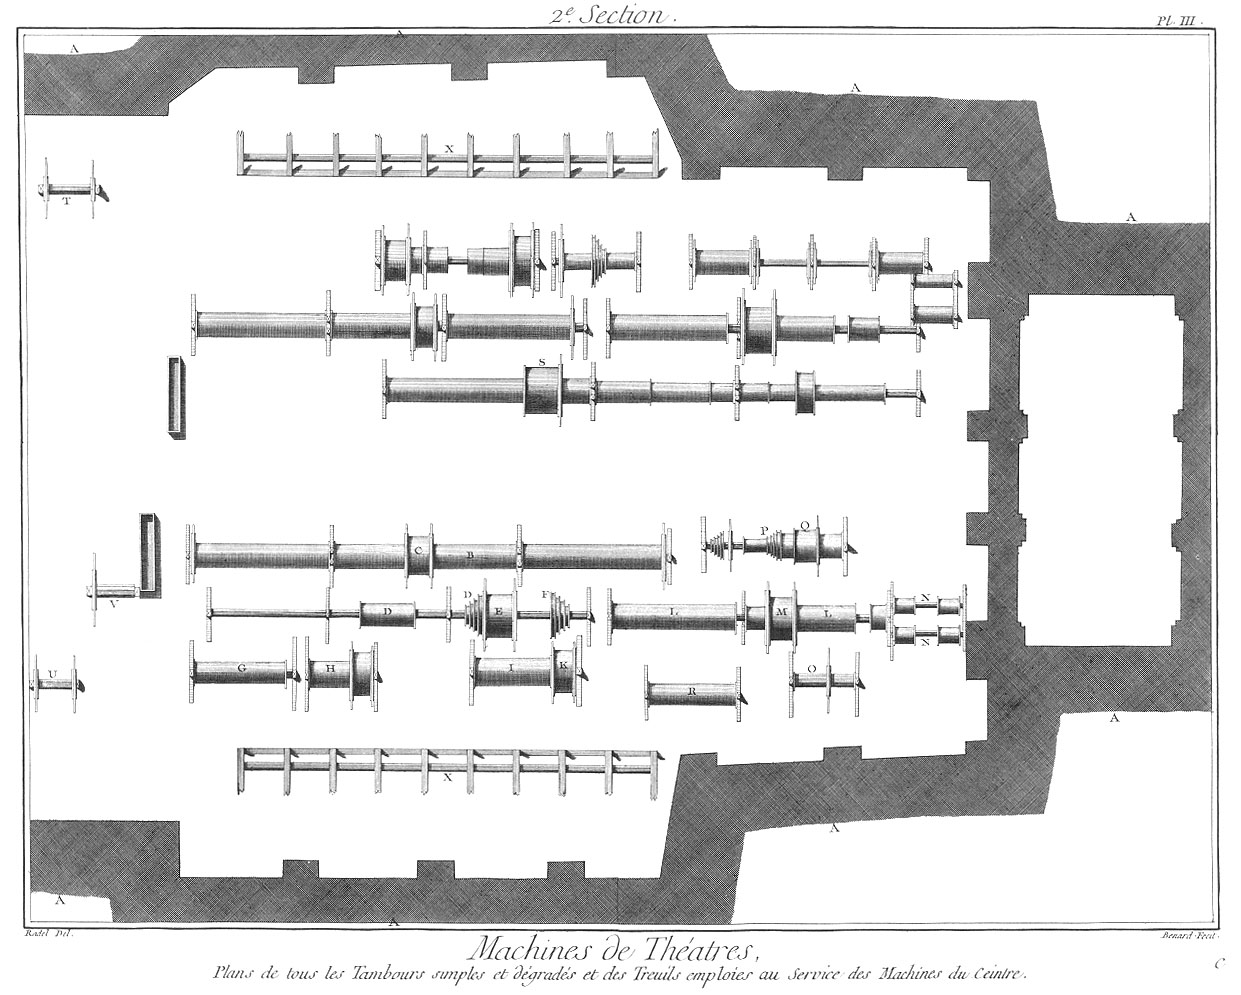 2e. Section.
Pl. III.
A
A
A
A
X
T
S
P
Q
C
B
V
D
D
E
F
L
M
L
N
N
G
H
I
K
U
R
O
X
A
A
A
A
Radel Del.
Benard Fecit.
Machines de Théatres,
Plans de tous les Tambours simples et dégradés et des Treuils emploies au Service des Machines du Ceintre.
C